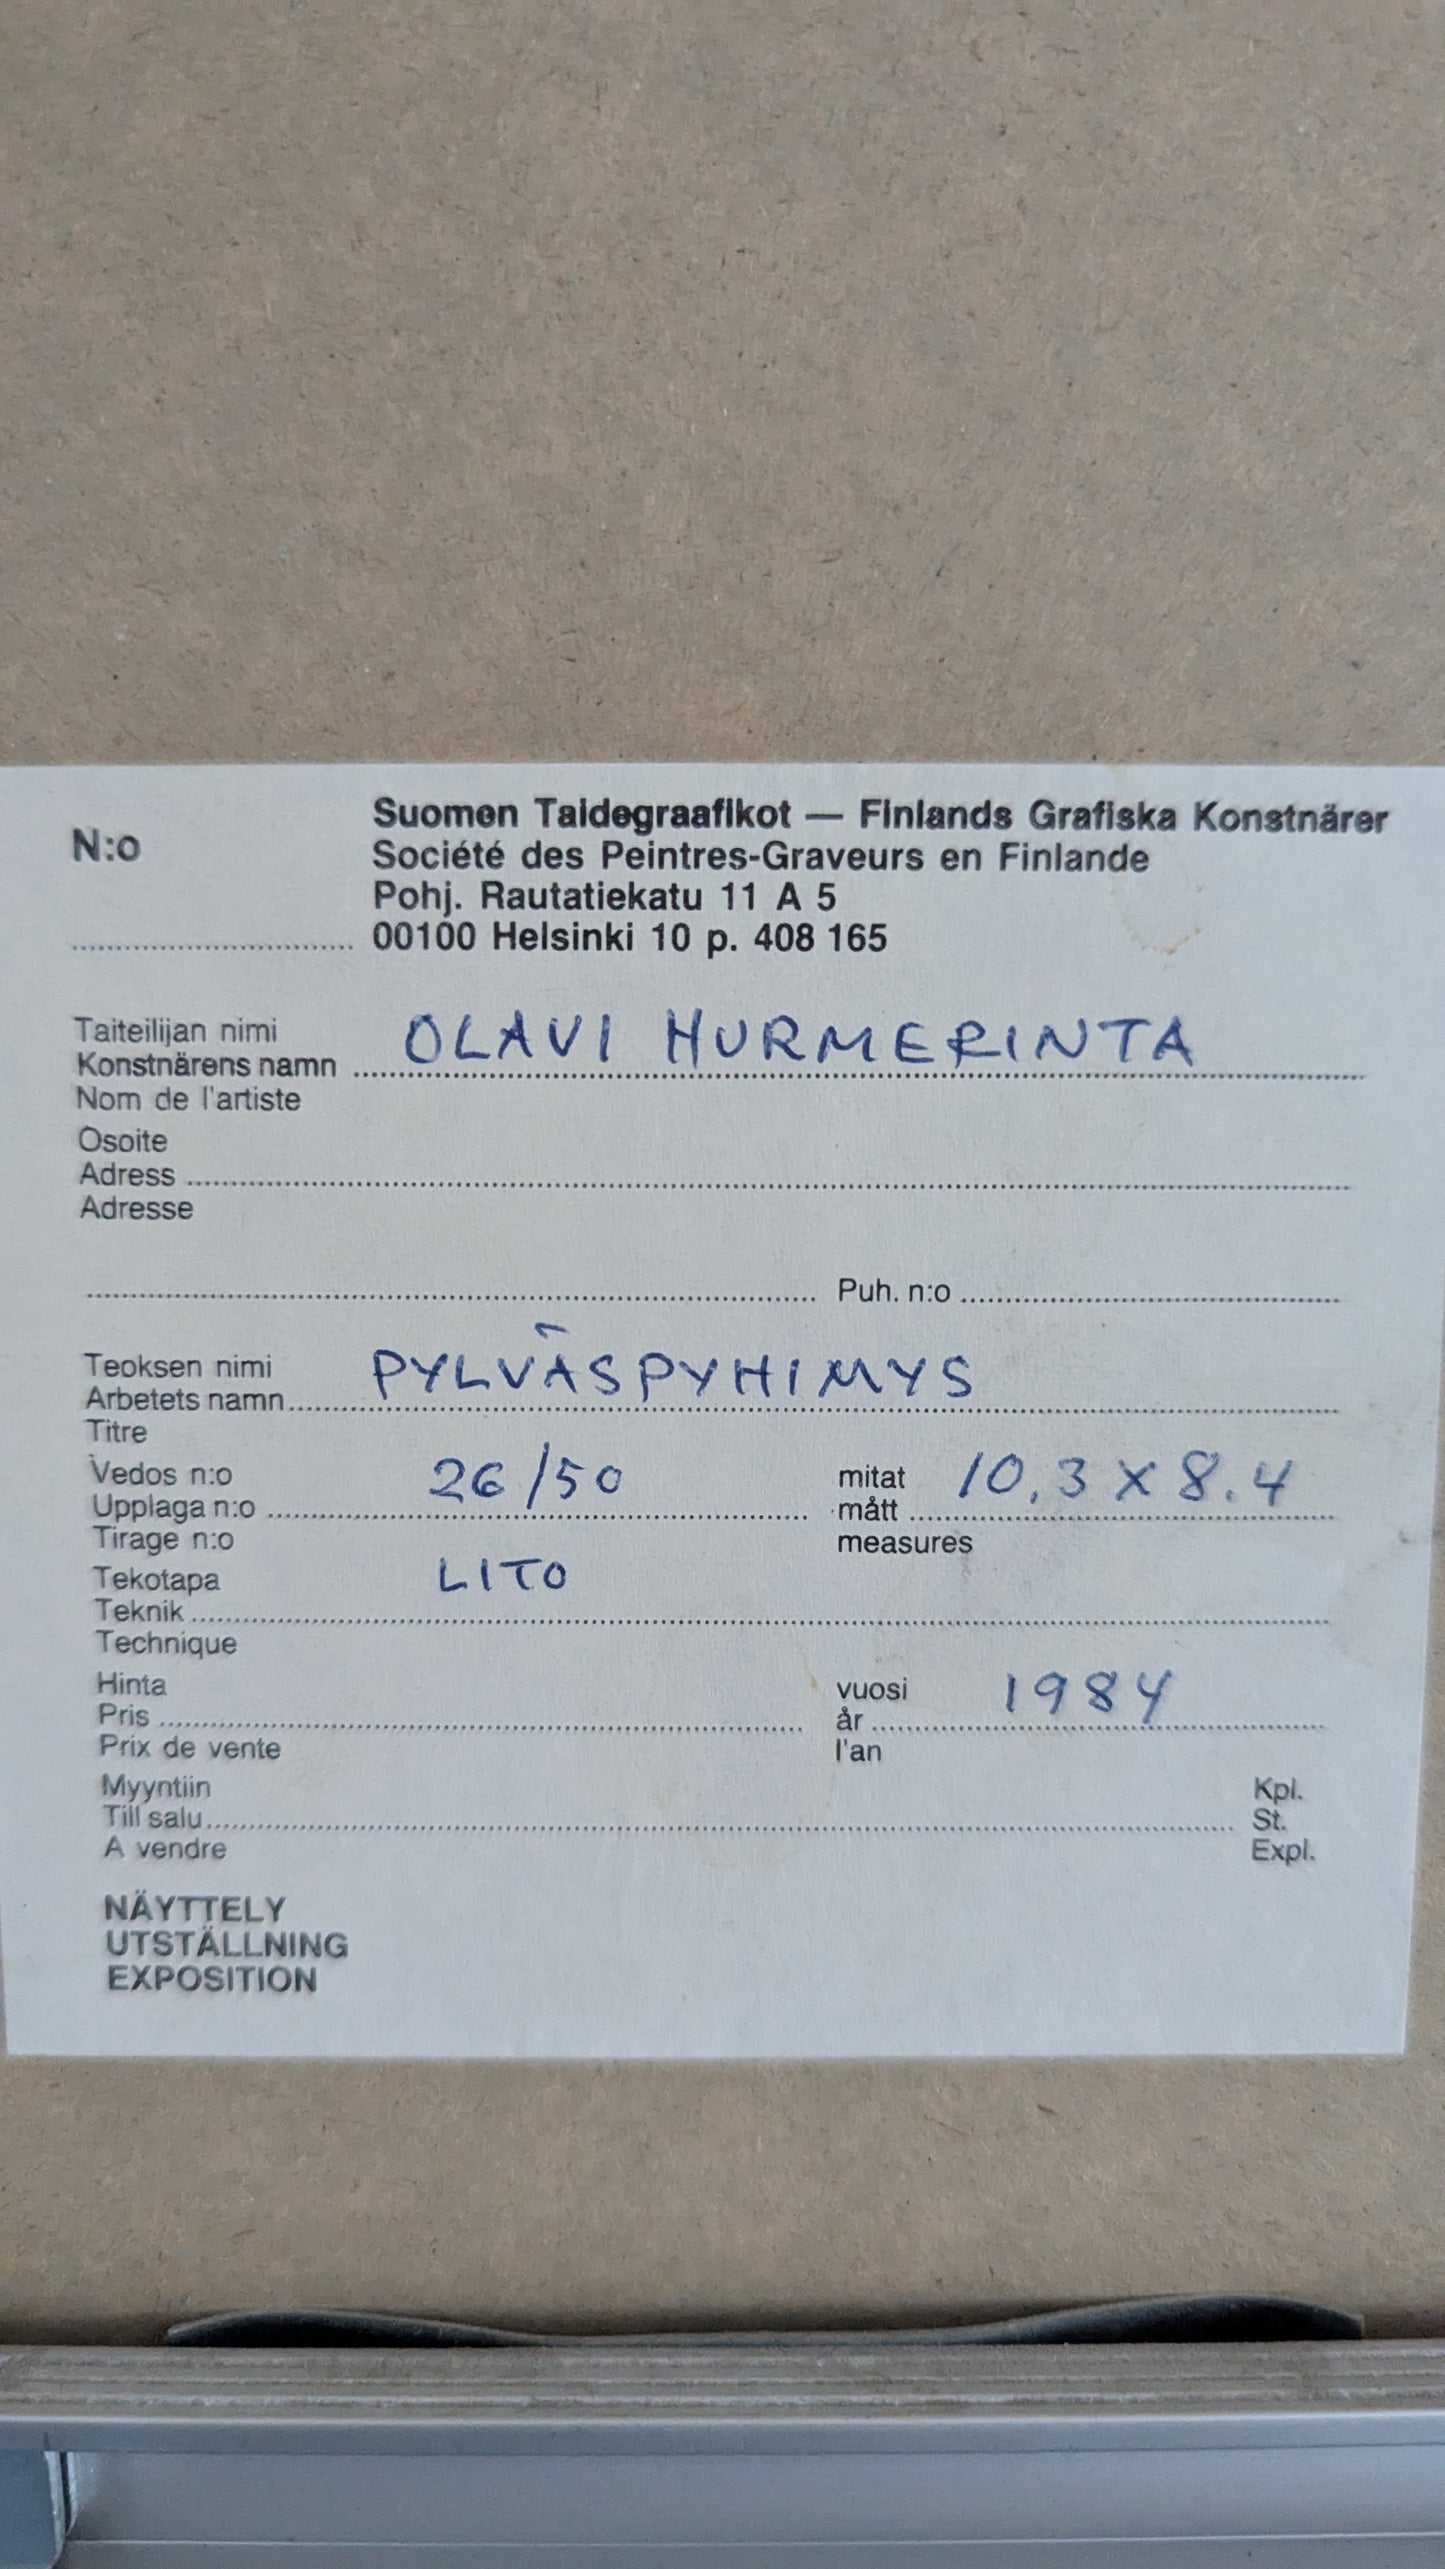 N:o
Suomen Taidegraafikot — Finlands Grafiska Konstnärer
Société des Peintres-Graveurs en Finlande
Pohj. Rautatiekatu 11 A 5
00100 Helsinki 10 p. 408 165
Taiteilijan nimi
Konstnärens namn OLAVI HURMERINTA
Nom de l'artiste
Osoite
Adress
Adresse
Puh. n:o
Teoksen nimi
Arbetets namn PYLVÄSPYHIMYS
Titre
Vedos n:o
Upplaga n:o 26/50
Tirage n:o
mitat
mått 10.3 X 8.4
measures
Tekotapa
Teknik LITO
Technique
Hinta
Pris
Prix de vente
vuosi
år 1984
l'an
Myyntiin
Till salu
A vendre
Kpl.
St.
Expl.
NÄYTTELY
UTSTÄLLNING
EXPOSITION